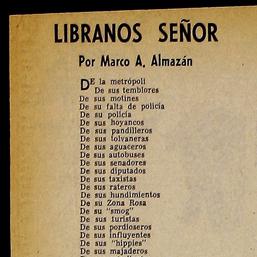 LIBRANOS SEÑOR
Por Marco A. Almazán
DE la metrópoli
De sus temblores
De sus motines
De su falta de policía
De su policía
De sus hoyancos
De sus pandilleros
De sus tolvaneras
De sus aguaceros
De sus autobuses
De sus senadores
De sus diputados
De sus taxistas
De sus rateros
De sus hundimientos
De su Zona Rosa
De su "smog"
De sus turistas
De sus pordioseros
De sus influyentes
De sus "hippies"
De sus majaderos